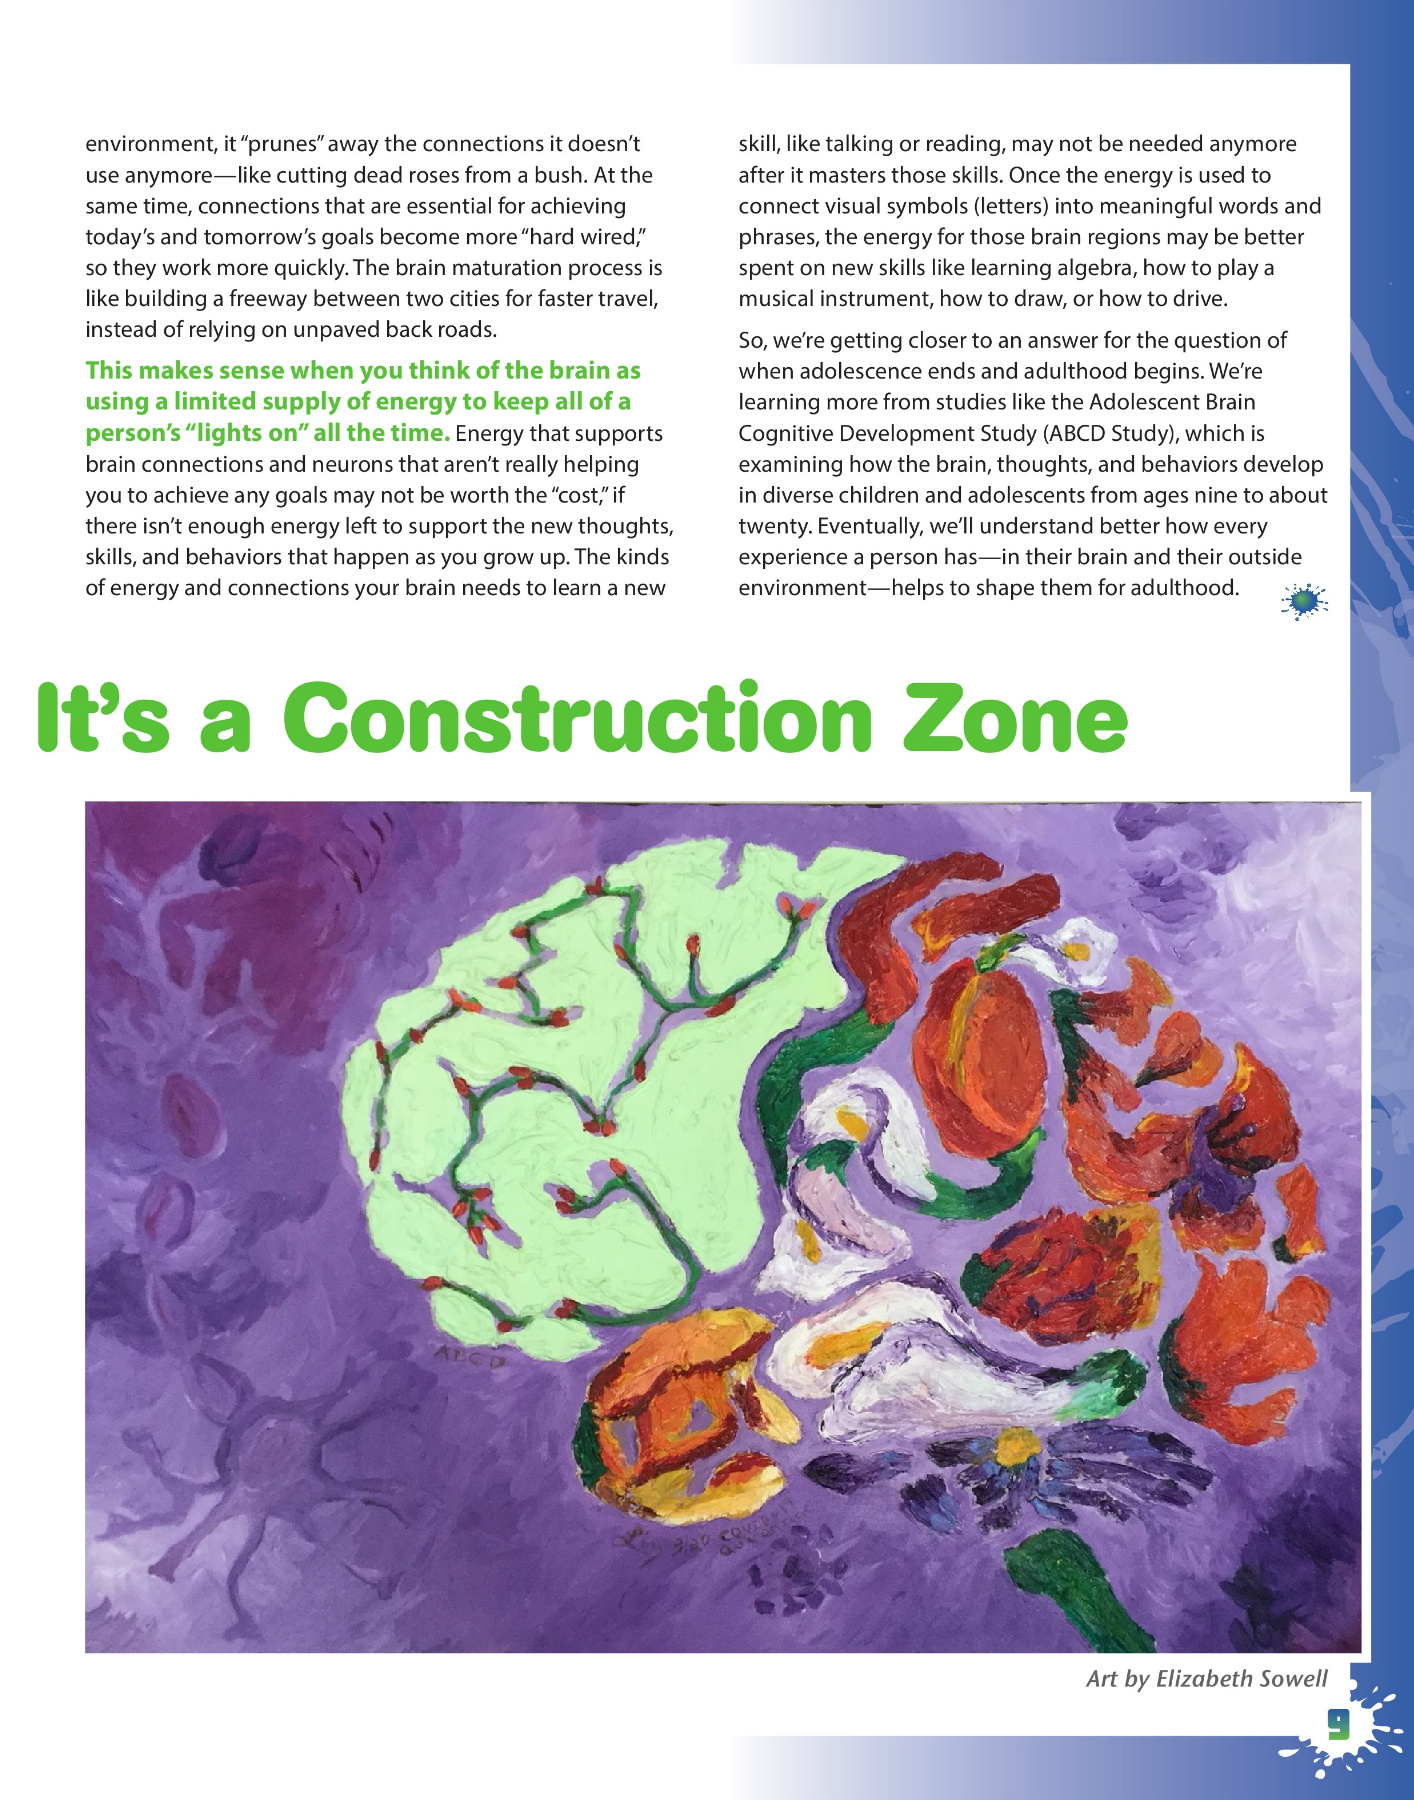 environment, it “prunes” away the connections it doesn’t
use anymore—like cutting dead roses from a bush. At the
same time, connections that are essential for achieving
today’s and tomorrow’s goals become more “hard wired,”
so they work more quickly. The brain maturation process is
like building a freeway between two cities for faster travel,
instead of relying on unpaved back roads.
This makes sense when you think of the brain as
using a limited supply of energy to keep all of a
person’s “lights on” all the time. Energy that supports
brain connections and neurons that aren’t really helping
you to achieve any goals may not be worth the “cost,” if
there isn’t enough energy left to support the new thoughts,
skills, and behaviors that happen as you grow up. The kinds
of energy and connections your brain needs to learn a new
skill, like talking or reading, may not be needed anymore
after it masters those skills. Once the energy is used to
connect visual symbols (letters) into meaningful words and
phrases, the energy for those brain regions may be better
spent on new skills like learning algebra, how to play a
musical instrument, how to draw, or how to drive.
So, we’re getting closer to an answer for the question of
when adolescence ends and adulthood begins. We’re
learning more from studies like the Adolescent Brain
Cognitive Development Study (ABCD Study), which is
examining how the brain, thoughts, and behaviors develop
in diverse children and adolescents from ages nine to about
twenty. Eventually, we’ll understand better how every
experience a person has—in their brain and their outside
environment—helps to shape them for adulthood.
It’s a Construction Zone
ABCD
3/20
Art by Elizabeth Sowell
9